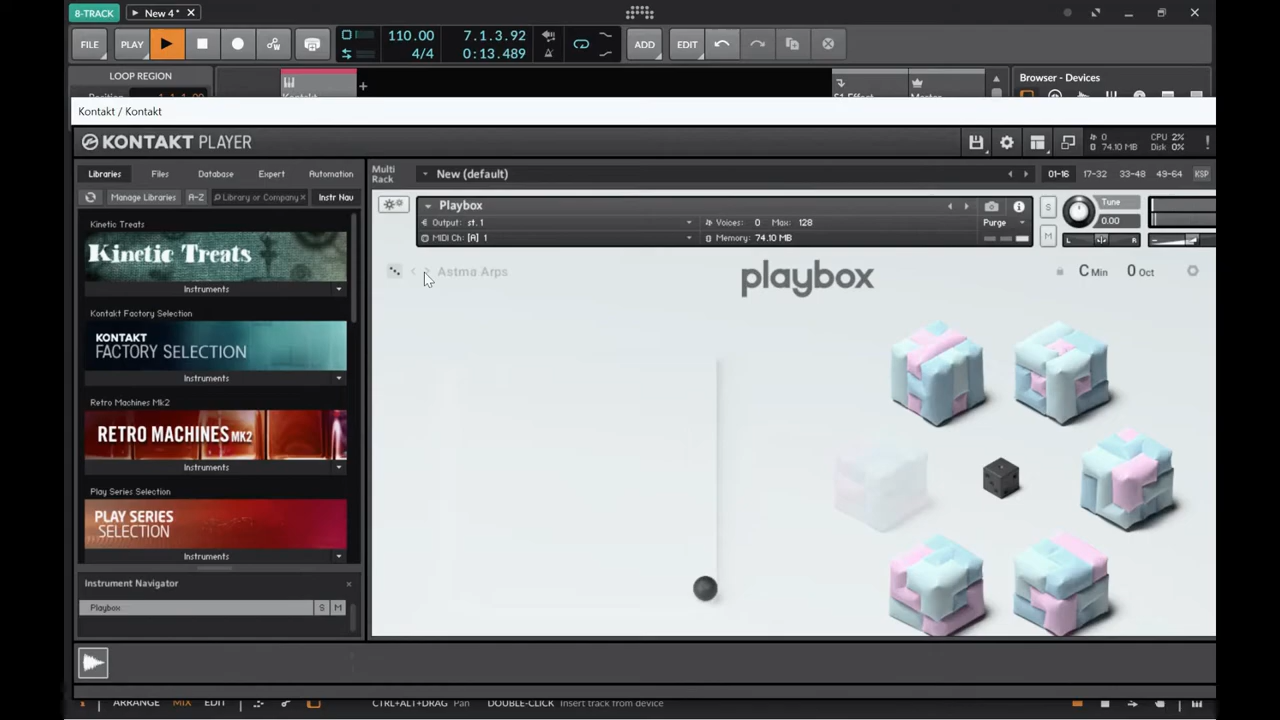 8-TRACK
New 4 *
FILE
PLAY
110.00
4/4
7.1.3.92
0:13.489
ADD
EDIT
LOOP REGION
Browser - Devices
Kontakt / Kontakt
KONTAKT PLAYER
0
74.10 MB
CPU 2%
Disk 0%
Libraries
Files
Database
Expert
Automation
Multi
Rack
New (default)
01-16
17-32
33-48
49-64
KSP
Manage Libraries
A-Z
Library or Company
Instr Nav
Kinetic Treats
Kinetic Treats
Instruments
Kontakt Factory Selection
KONTAKT
FACTORY SELECTION
Instruments
Retro Machines Mk2
RETRO MACHINES MK2
Instruments
Play Series Selection
PLAY SERIES
SELECTION
Instruments
Instrument Navigator
Playbox
S
M
Playbox
Output: st. 1
Voices: 0 Max: 128
Purge
MIDI Ch: [A] 1
Memory: 74.10 MB
S
M
Tune
0.00
L
R
Astma Arps
playbox
C Min
0 Oct
ARRANGE
MIX
EDIT
CTRL+ALT+DRAG Pan
DOUBLE-CLICK Insert track from device